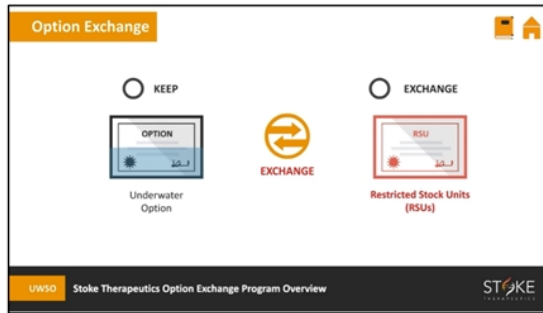 Option Exchange
KEEP
EXCHANGE
OPTION
RSU
EXCHANGE
Underwater
Option
Restricted Stock Units
(RSUs)
UWSO
Stoke Therapeutics Option Exchange Program Overview
STOKE
THERAPEUTICS